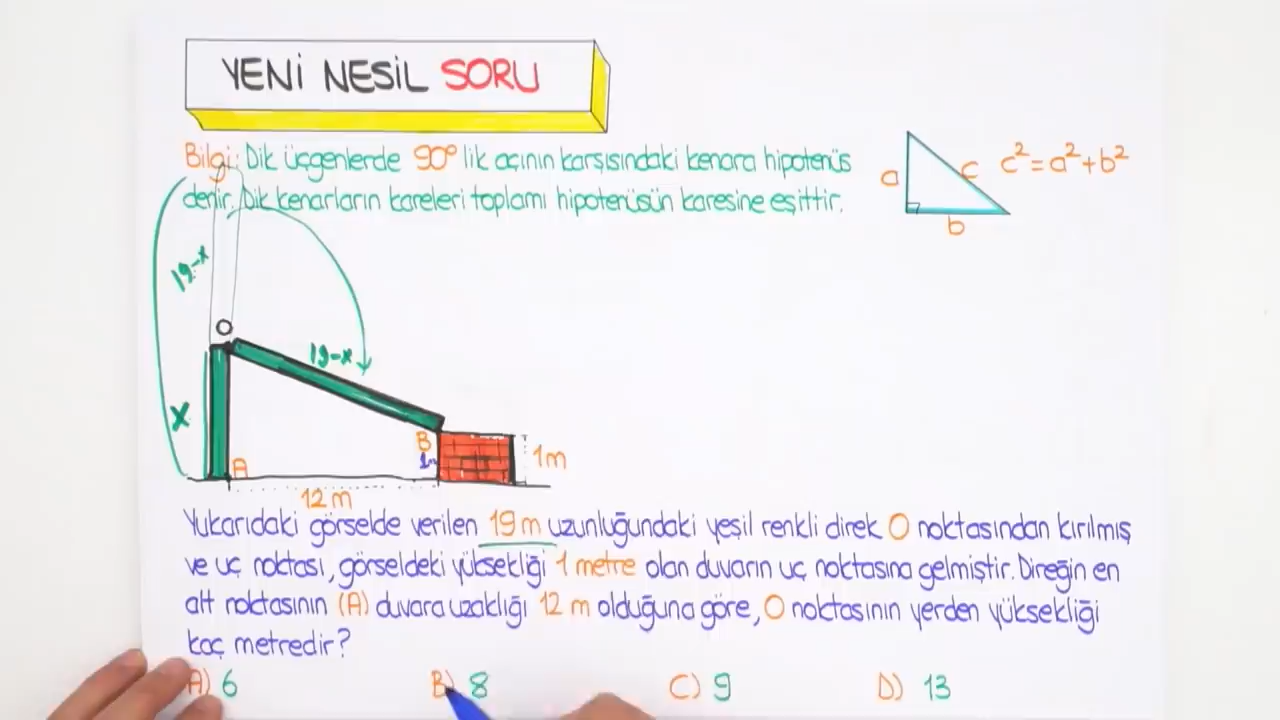 YENİ NESİL SORU
Bilgi: Dik üçgenlerde 90° lik açının karşısındaki kenara hipotenüs
denir. Dik kenarların kareleri toplamı hipotenüsün karesine eşittir.
a
c
b
c² = a² + b²
19-x
O
19-x
x
A
B
1m
1m
12 m
Yukarıdaki görselde verilen 19 m uzunluğundaki yeşil renkli direk O noktasından kırılmış
ve uç noktası, görseldeki yüksekliği 1 metre olan duvarın uç noktasına gelmiştir. Direğin en
alt noktasının (A) duvara uzaklığı 12 m olduğuna göre, O noktasının yerden yüksekliği
kaç metredir?
A) 6 B) 8 C) 9 D) 13